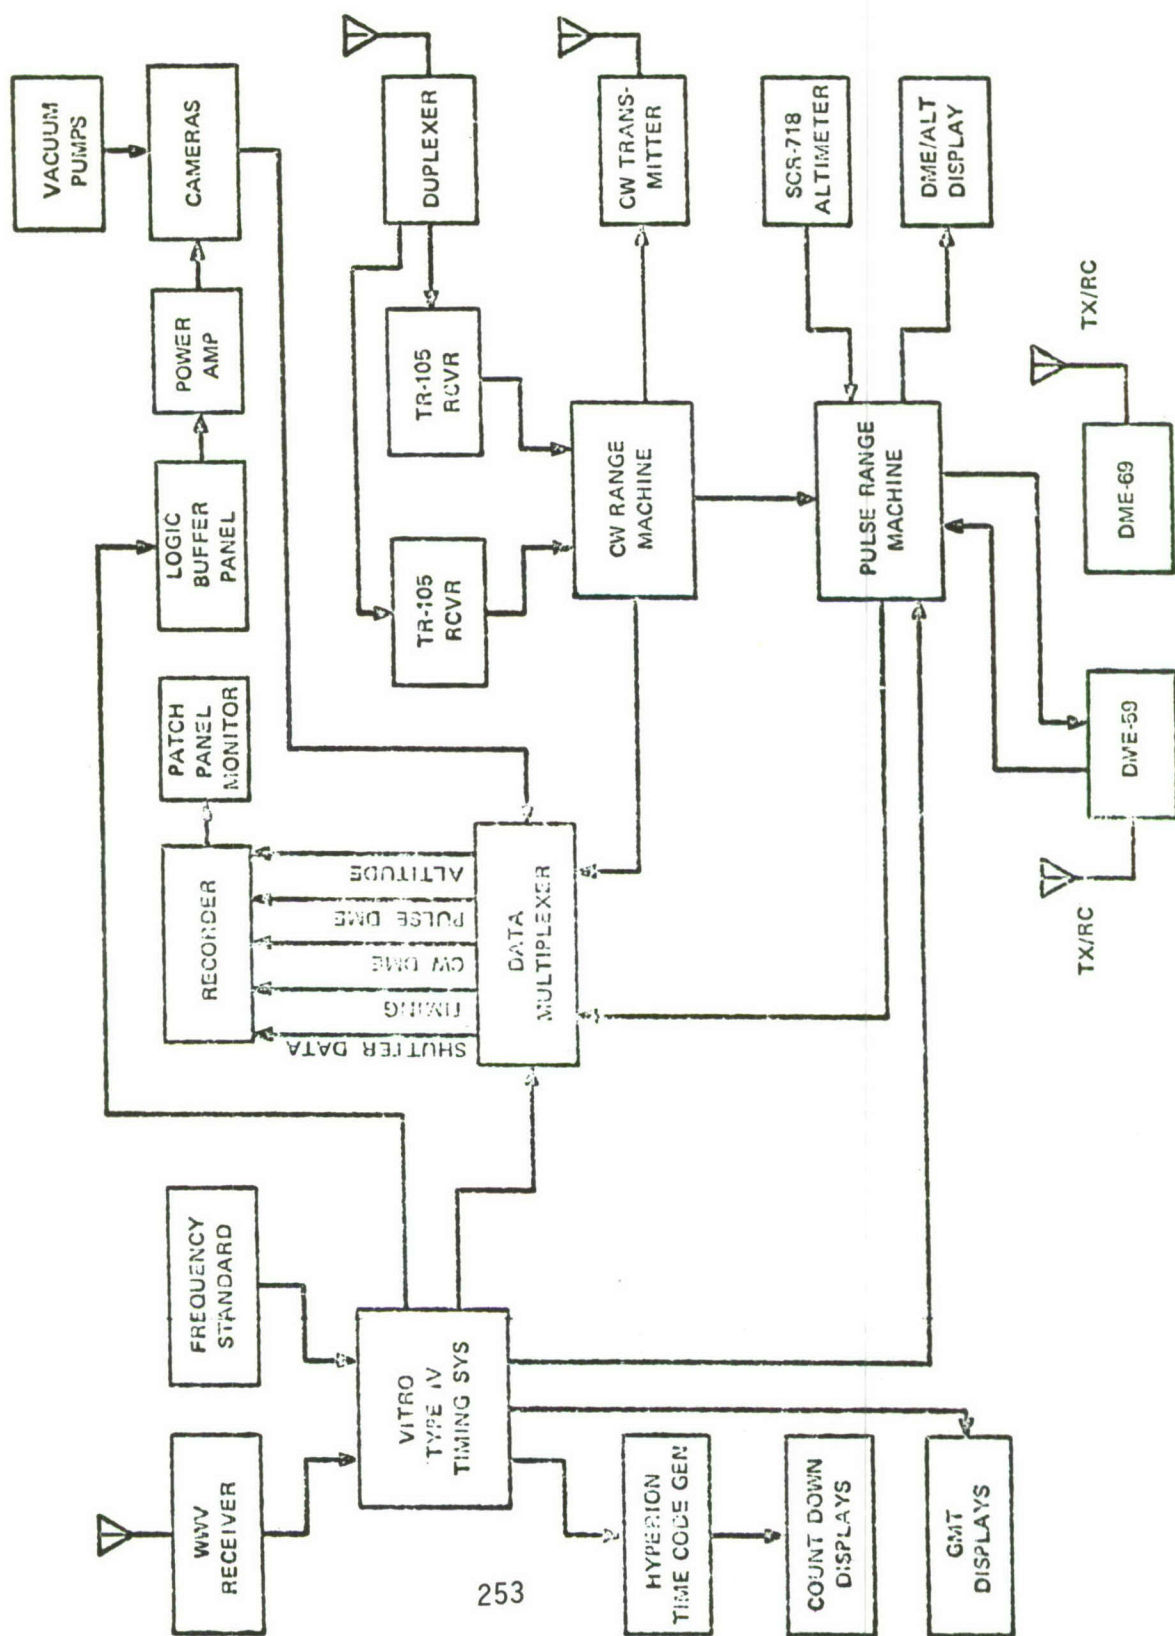 WWV
RECEIVER
FREQUENCY
STANDARD
RECORDER
PATCH
PANEL
MONITOR
LOGIC
BUFFER
PANEL
POWER
AMP
CAMERAS
VACUUM
PUMPS
SHUTTER DATA
TIMING
CW DME
PULSE DME
ALTITUDE
VITRO
TYPE IV
TIMING SYS
DATA
MULTIPLEXER
TR-105
RCVR
TR-105
RCVR
DUPLEXER
HYPERION
TIME CODE GEN
CW RANGE
MACHINE
CW TRANS-
MITTER
COUNT DOWN
DISPLAYS
PULSE RANGE
MACHINE
SCR-718
ALTIMETER
GMT
DISPLAYS
DME/ALT
DISPLAY
TX/RC
DME-59
TX/RC
DME-69
253